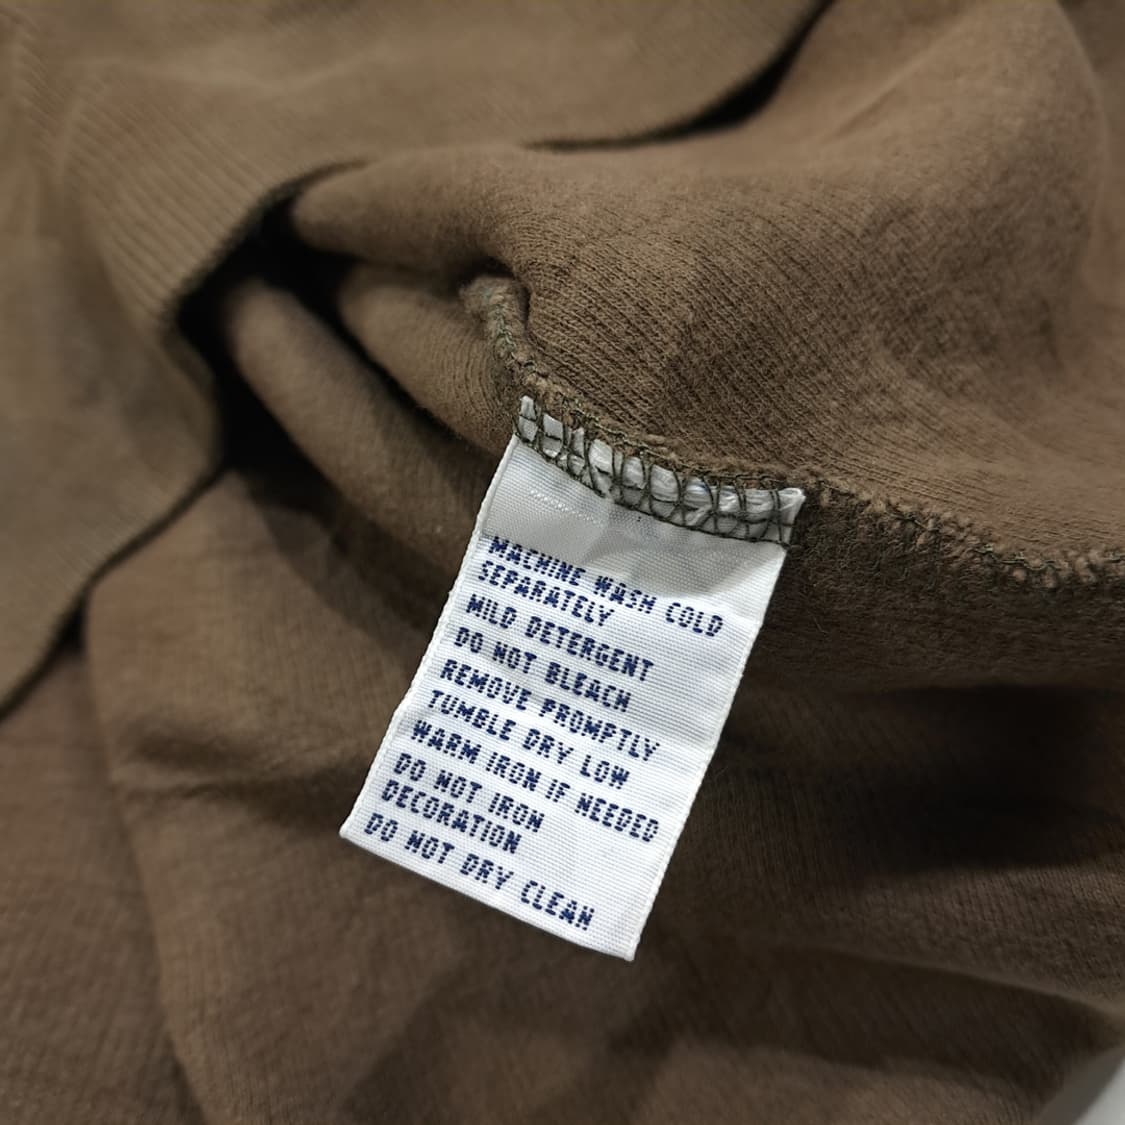 MACHINE WASH COLD
SEPARATELY
MILD DETERGENT
DO NOT BLEACH
REMOVE PROMPTLY
TUMBLE DRY LOW
WARM IRON IF NEEDED
DO NOT IRON
DECORATION
DO NOT DRY CLEAN